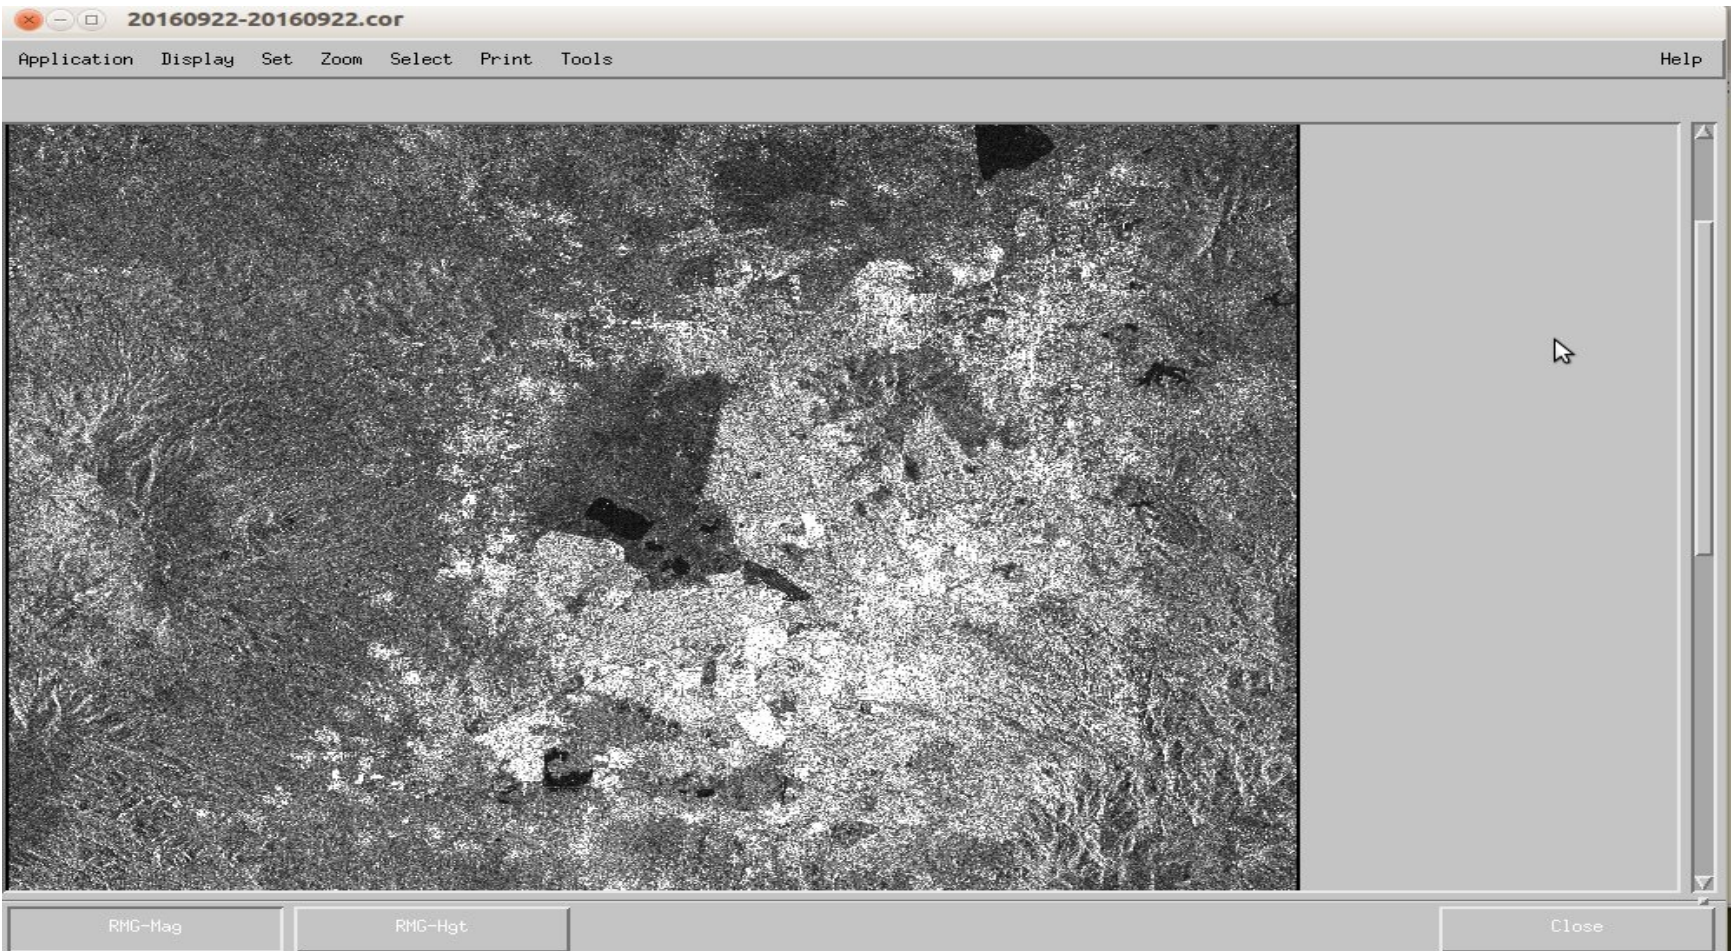 20160922-20160922.cor
Application Display Set Zoom Select Print Tools Help
RMG-Mag RMG-Hgt Close